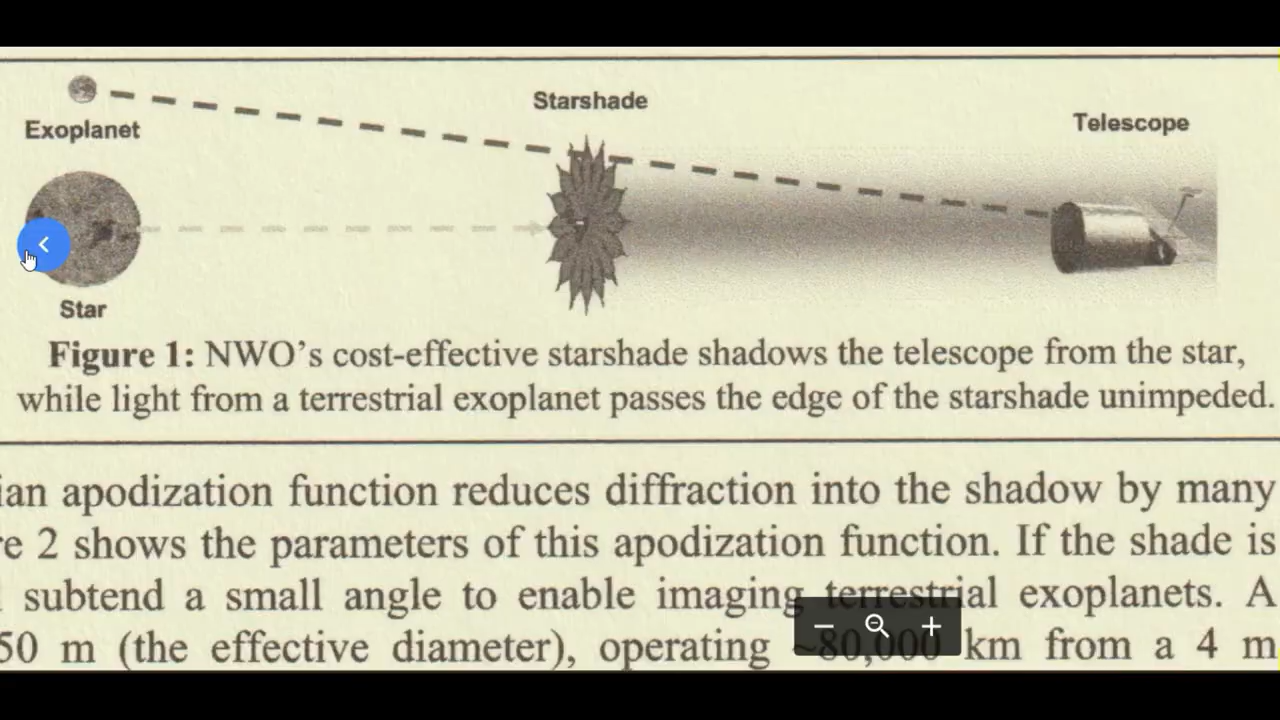 Starshade
Telescope
Exoplanet
Star
Figure 1: NWO's cost-effective starshade shadows the telescope from the star,
while light from a terrestrial exoplanet passes the edge of the starshade unimpeded.
ian apodization function reduces diffraction into the shadow by many
re 2 shows the parameters of this apodization function. If the shade is
subtend a small angle to enable imaging terrestrial exoplanets. A
50 m (the effective diameter), operating ~80,000 km from a 4 m